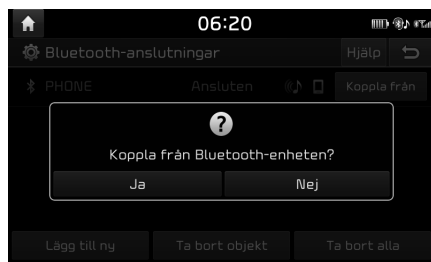 06:20
Bluetooth-anslutningar Hjälp
PHONE Ansluten Koppla från
Koppla från Bluetooth-enheten?
Ja Nej
Lägg till ny Ta bort objekt Ta bort alla